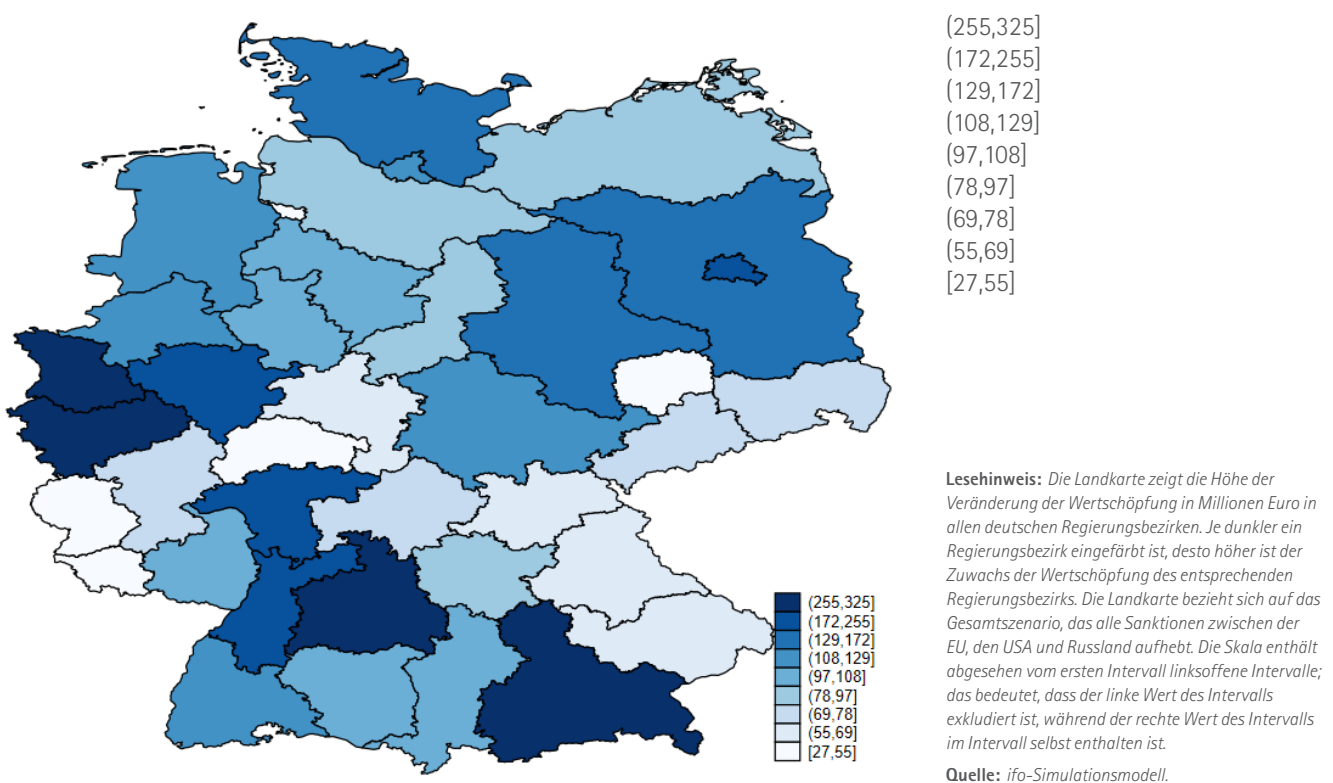 (255,325]
(172,255]
(129,172]
(108,129]
(97,108]
(78,97]
(69,78]
(55,69]
[27,55]
(255,325]
(172,255]
(129,172]
(108,129]
(97,108]
(78,97]
(69,78]
(55,69]
[27,55]
Lesehinweis: Die Landkarte zeigt die Höhe der
Veränderung der Wertschöpfung in Millionen Euro in
allen deutschen Regierungsbezirken. Je dunkler ein
Regierungsbezirk eingefärbt ist, desto höher ist der
Zuwachs der Wertschöpfung des entsprechenden
Regierungsbezirks. Die Landkarte bezieht sich auf das
Gesamtszenario, das alle Sanktionen zwischen der
EU, den USA und Russland aufhebt. Die Skala enthält
abgesehen vom ersten Intervall linksoffene Intervalle;
das bedeutet, dass der linke Wert des Intervalls
exkludiert ist, während der rechte Wert des Intervalls
im Intervall selbst enthalten ist.
Quelle: ifo-Simulationsmodell.